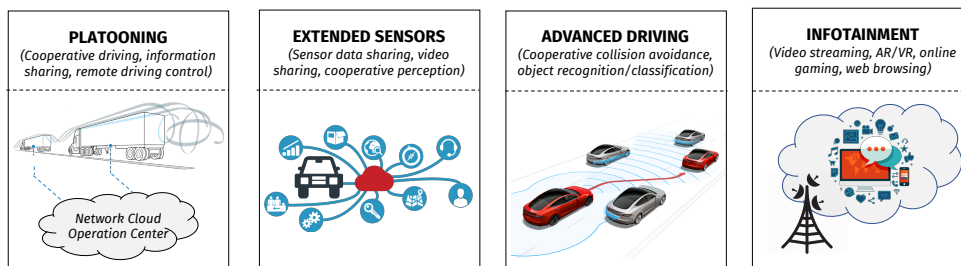 PLATOONING
(Cooperative driving, information
sharing, remote driving control)
Network Cloud
Operation Center
EXTENDED SENSORS
(Sensor data sharing, video
sharing, cooperative perception)
ADVANCED DRIVING
(Cooperative collision avoidance,
object recognition/classification)
INFOTAINMENT
(Video streaming, AR/VR, online
gaming, web browsing)